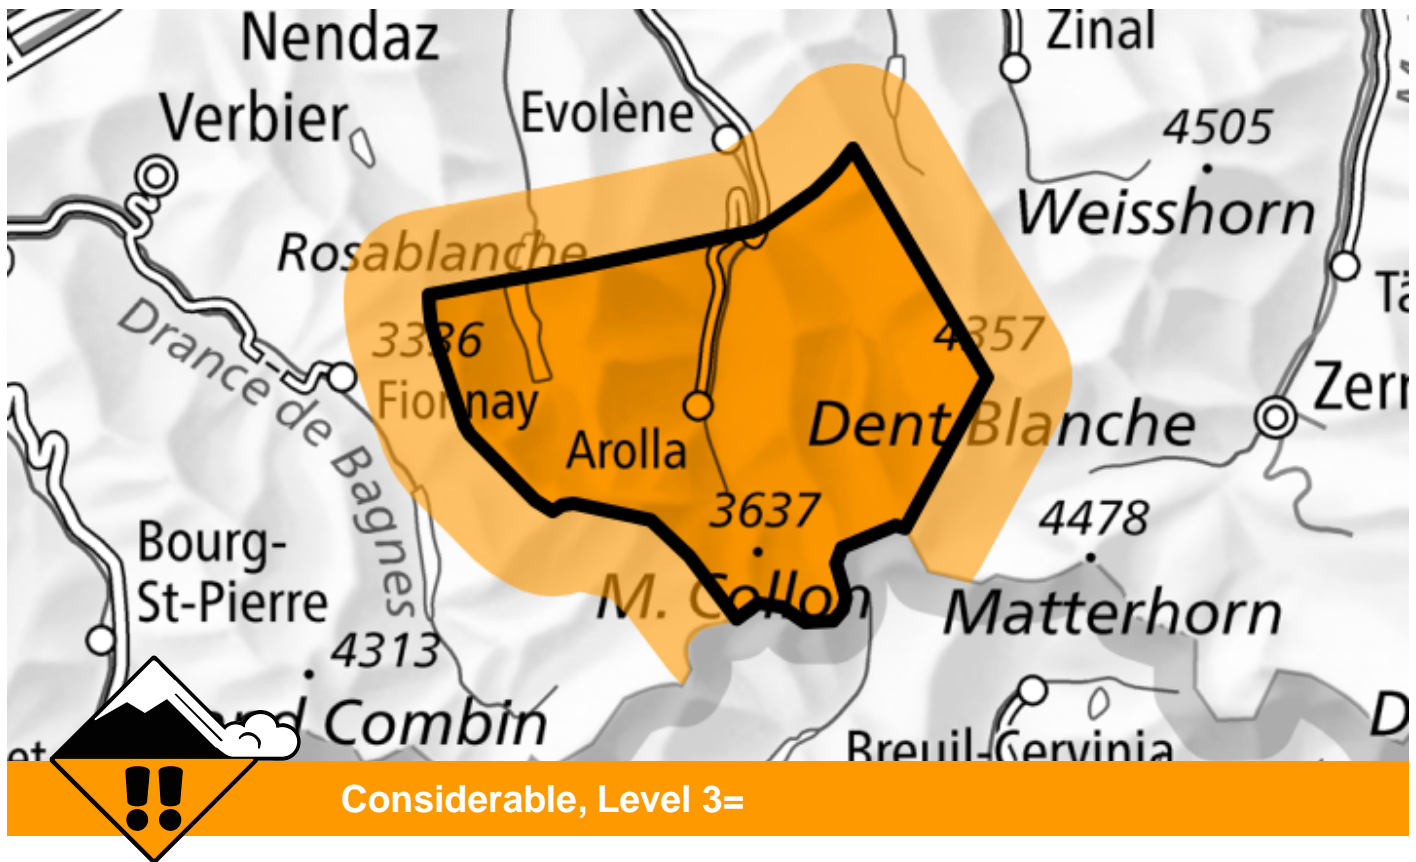 Nendaz
Zinal
Verbier
Evolène
4505
Weisshorn
Rosablanche
3336
4357
Fionnay
Drance de Bagnes
Arolla
Dent Blanche
3637
4478
Bourg-
St-Pierre
M. Collon
Matterhorn
4313
Combin
Breuil-Cervinia
Considerable, Level 3=